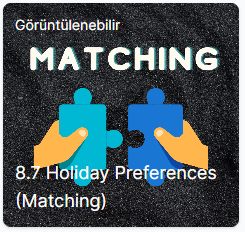 Görüntülenebilir
MATCHING
8.7 Holiday Preferences
(Matching)